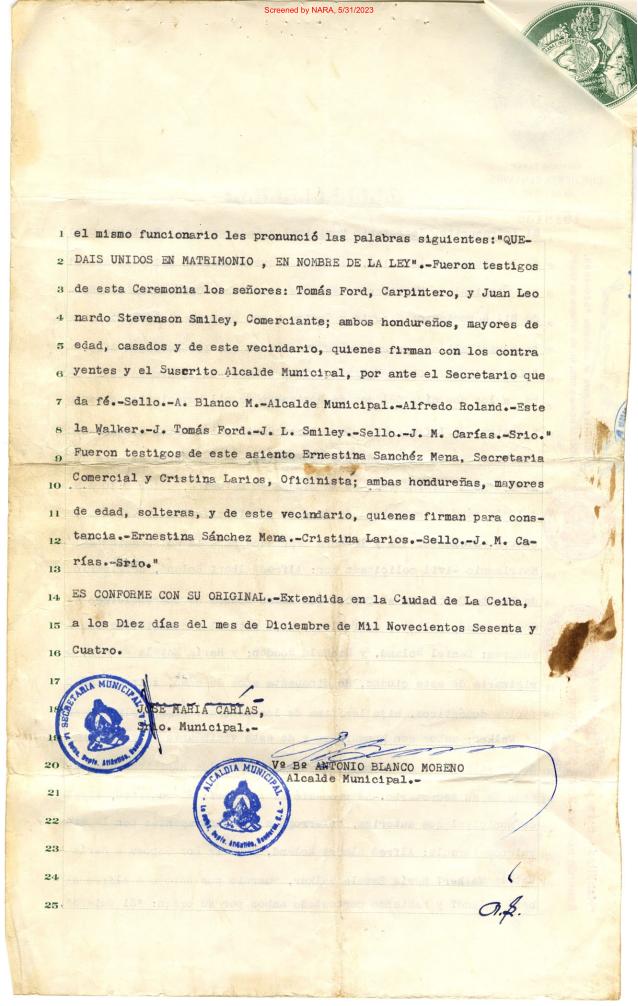 Screened by NARA, 5/31/2023
1 el mismo funcionario les pronunció las palabras siguientes:"QUE-
2 DAIS UNIDOS EN MATRIMONIO , EN NOMBRE DE LA LEY".-Fueron testigos
3 de esta Ceremonia los señores: Tomás Ford, Carpintero, y Juan Leo
4 nardo Stevenson Smiley, Comerciante; ambos hondureños, mayores de
5 edad, casados y de este vecindario, quienes firman con los contra
6 yentes y el Suscrito Alcalde Municipal, por ante el Secretario que
7 da fé.-Sello.-A. Blanco M.-Alcalde Municipal.-Alfredo Roland.-Este
8 la Walker.-J. Tomás Ford.-J. L. Smiley.-Sello.-J. M. Carías.-Srio."
9 Fueron testigos de este asiento Ernestina Sanchéz Mena, Secretaria
10 Comercial y Cristina Larios, Oficinista; ambas hondureñas, mayores
11 de edad, solteras, y de este vecindario, quienes firman para cons-
12 tancia.-Ernestina Sánchez Mena.-Cristina Larios.-Sello.-J. M. Ca-
13 rías.-Srio."
14 ES CONFORME CON SU ORIGINAL.-Extendida en la Ciudad de La Ceiba,
15 a los Diez días del mes de Diciembre de Mil Novecientos Sesenta y
16 Cuatro.
17
18 JOSE MARIA CARIAS,
19 Srio. Municipal.-
SECRETARIA MUNICIPAL
La Ceiba, Depto. Atlántida, Honduras
20 Vº Bº ANTONIO BLANCO MORENO
Alcalde Municipal.-
21
ALCALDIA MUNICIPAL
La Ceiba, Depto. Atlántida, Honduras, C.A.
22
23
24
25